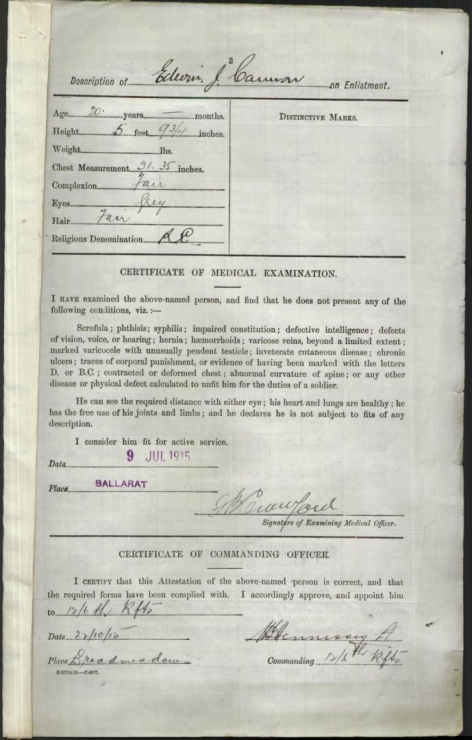 3
Description of Edwin J. Cannon on Enlistment.
Age 20 years — months.
Height 5 feet 9 3/4 inches.
Weight lbs.
Chest Measurement 31. 35 inches.
Complexion Fair
Eyes Grey
Hair Fair
Religious Denomination R C
DISTINCTIVE MARKS.
CERTIFICATE OF MEDICAL EXAMINATION.
I HAVE examined the above-named person, and find that he does not present any of the
following conditions, viz.:—
Scrofula; phthisis; syphilis; impaired constitution; defective intelligence; defects
of vision, voice, or hearing; hernia; hæmorrhoids; varicose veins, beyond a limited extent;
marked varicocele with unusually pendent testicle; inveterate cutaneous disease; chronic
ulcers; traces of corporal punishment, or evidence of having been marked with the letters
D. or B.C.; contracted or deformed chest; abnormal curvature of spine; or any other
disease or physical defect calculated to unfit him for the duties of a soldier.
He can see the required distance with either eye; his heart and lungs are healthy; he
has the free use of his joints and limbs; and he declares he is not subject to fits of any
description.
I consider him fit for active service.
Date 9 JUL 1915
Place BALLARAT
Crawford
Signature of Examining Medical Officer.
CERTIFICATE OF COMMANDING OFFICER.
I CERTIFY that this Attestation of the above-named person is correct, and that
the required forms have been complied with. I accordingly approve, and appoint him
to 12/6th Rfts
Date 22/10/15 Hennessy Lt
Place Broadmeadows Commanding 12/6th Rfts